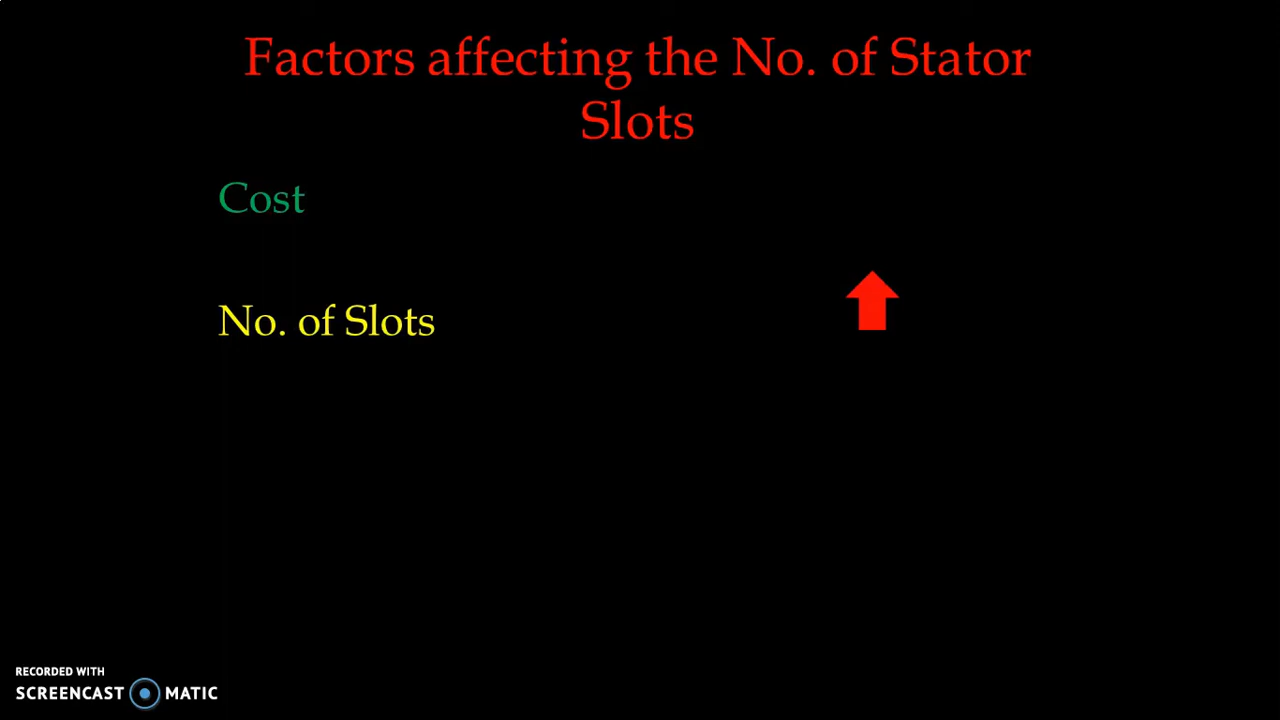 Factors affecting the No. of Stator
Slots
Cost
No. of Slots
RECORDED WITH
SCREENCAST MATIC